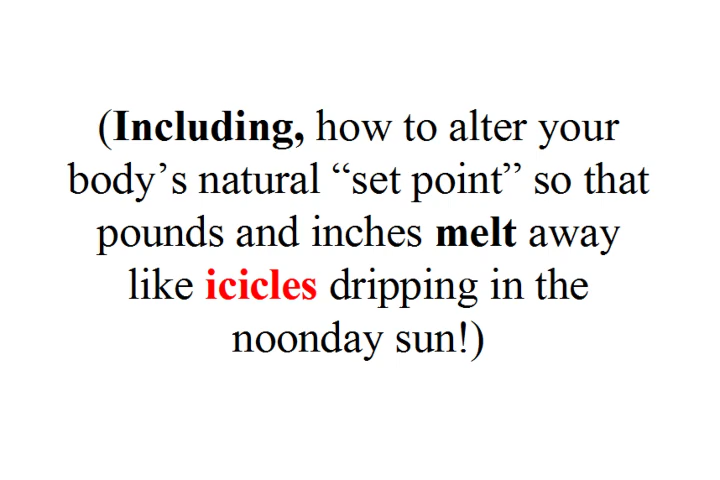 (Including, how to alter your
body’s natural “set point” so that
pounds and inches melt away
like icicles dripping in the
noonday sun!)